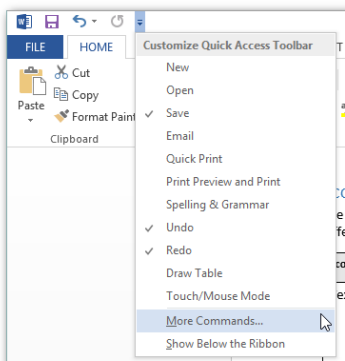 FILE
HOME
Customize Quick Access Toolbar
Cut
Copy
Format Paint
Paste
Clipboard
New
Open
Save
Email
Quick Print
Print Preview and Print
Spelling & Grammar
Undo
Redo
Draw Table
Touch/Mouse Mode
More Commands...
Show Below the Ribbon